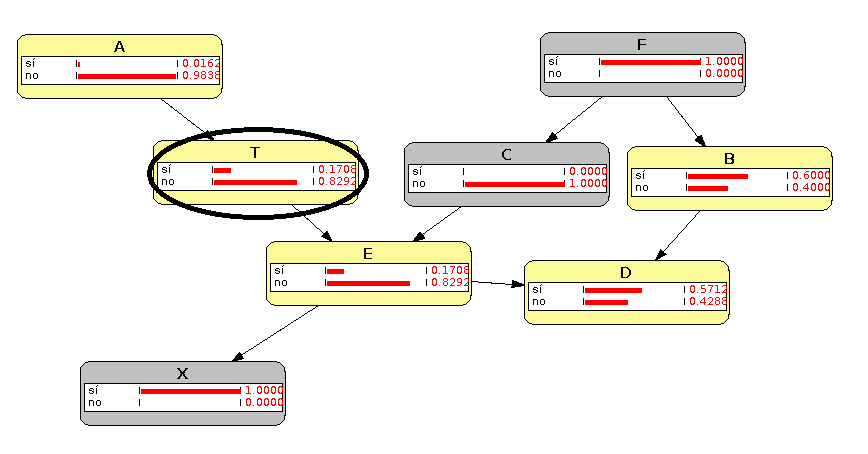 A
sí 0.0162
no 0.9838
F
sí 1.0000
no 0.0000
T
sí 0.1708
no 0.8292
C
sí 0.0000
no 1.0000
B
sí 0.6000
no 0.4000
E
sí 0.1708
no 0.8292
D
sí 0.5712
no 0.4288
X
sí 1.0000
no 0.0000